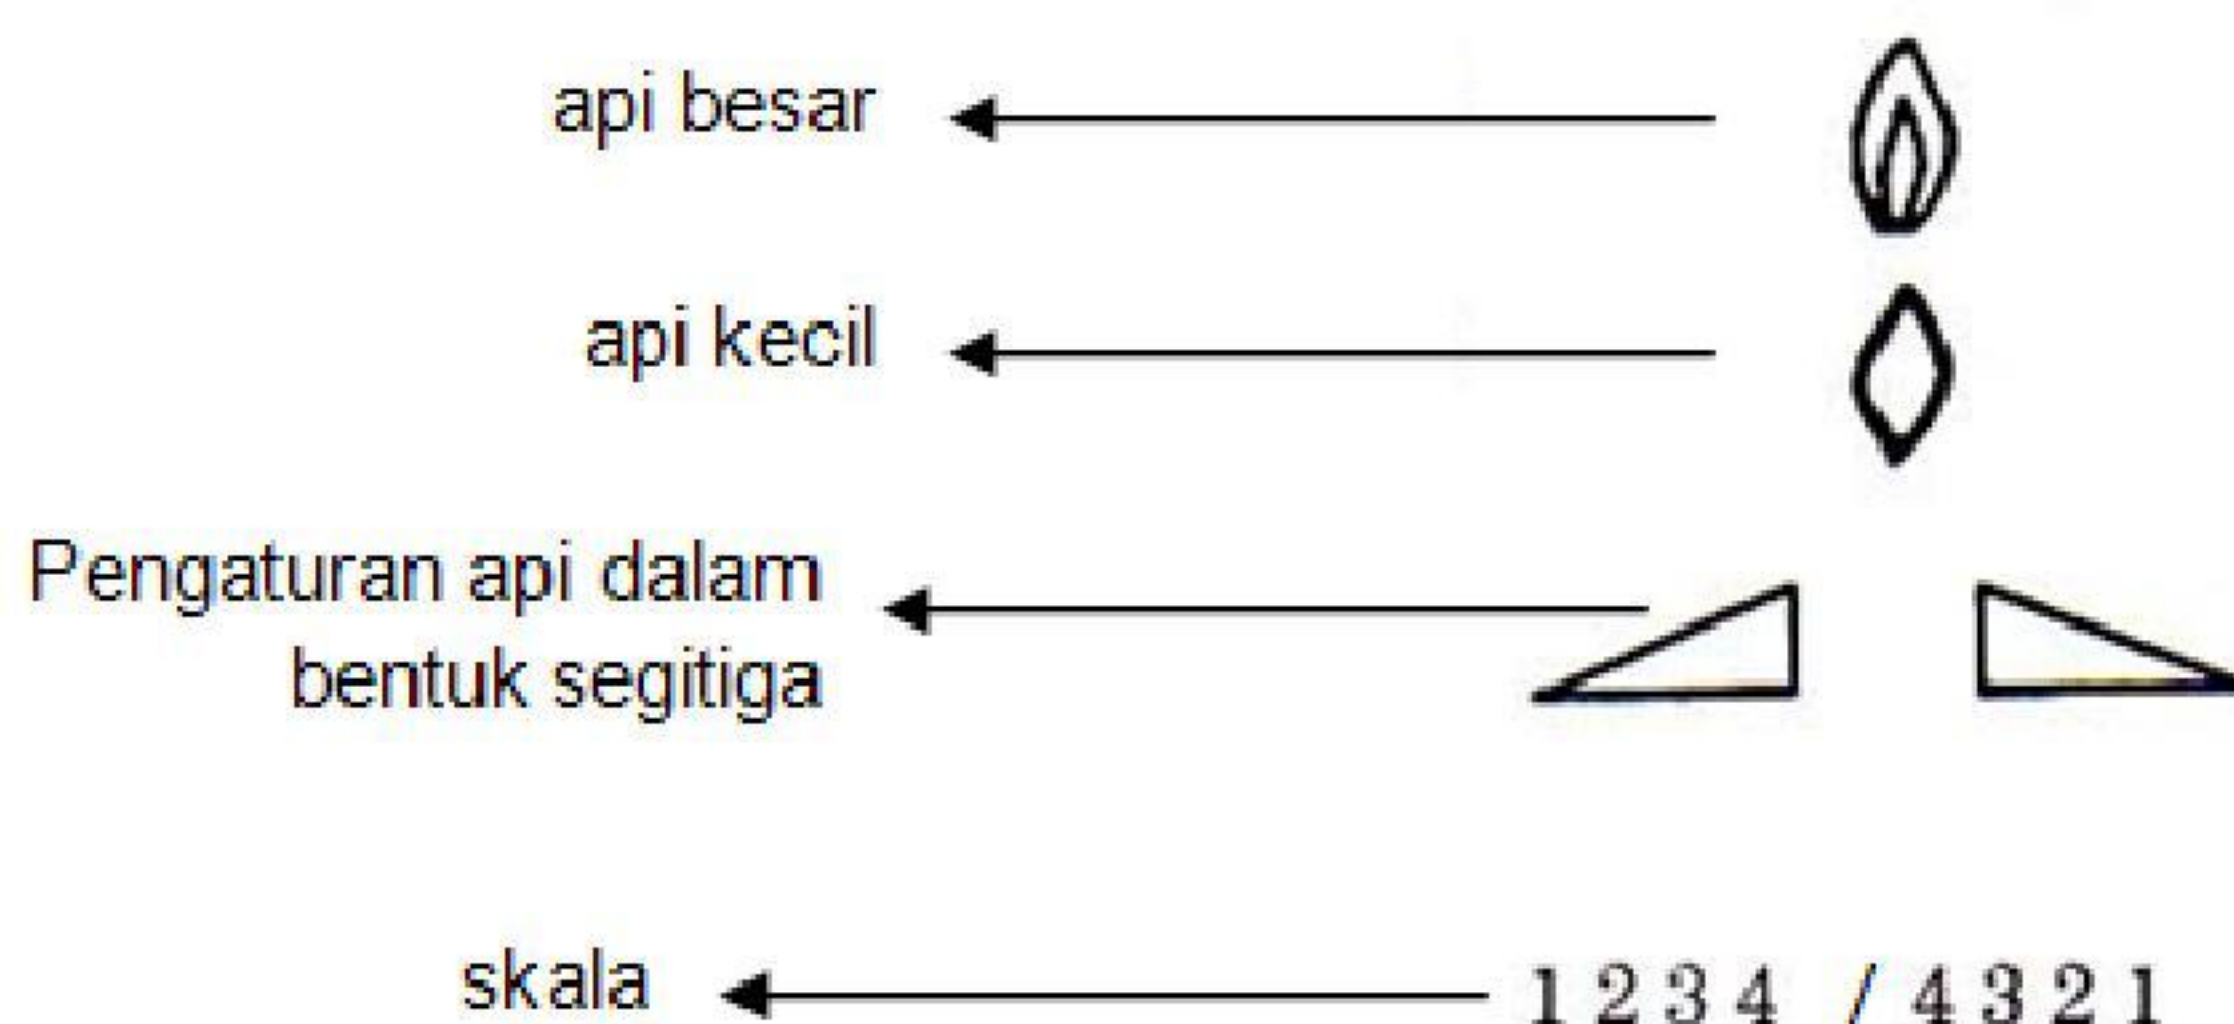 api besar
api kecil
Pengaturan api dalam
bentuk segitiga
skala
1 2 3 4 / 4 3 2 1